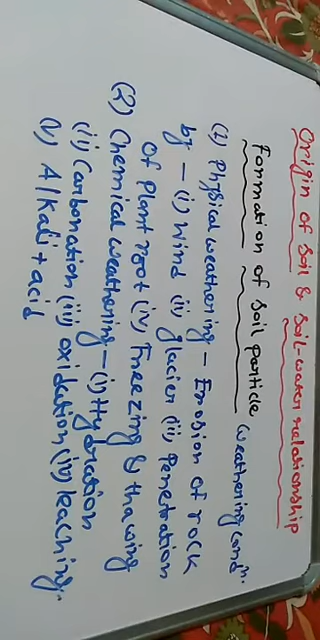 Origin of Soil & Soil-water relationship
Formation of Soil particle weathering condn.
(1) Physical weathering - Erosion of rock
by - (i) Wind (ii) glacier (iii) Penetration
of plant root (iv) Freezing & thawing
(2) Chemical weathering - (i) Hydration
(ii) Carbonation (iii) oxidation (iv) leaching.
(v) Alkali + acid